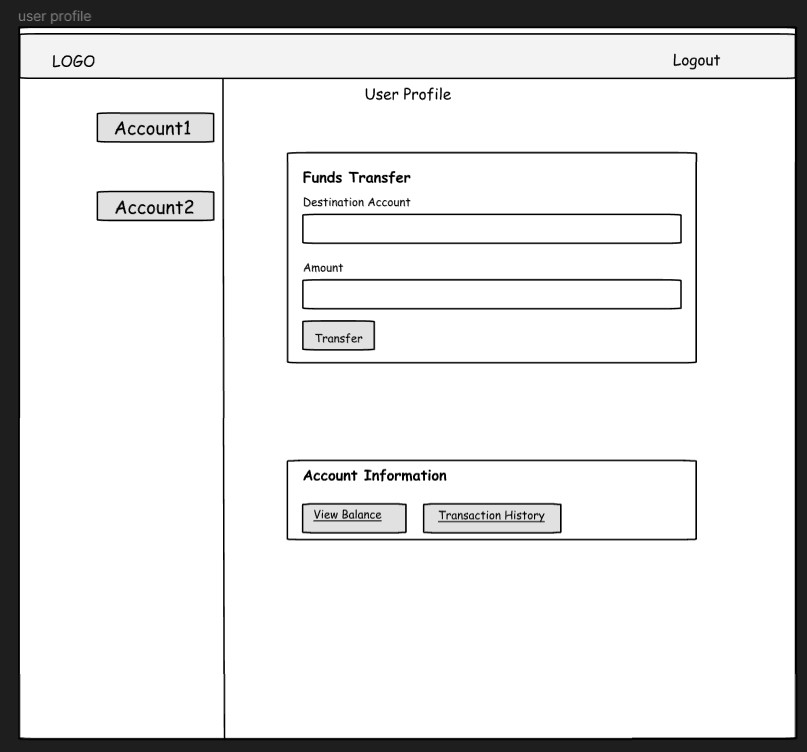 user profile
LOGO
Logout
User Profile
Account1
Account2
Funds Transfer
Destination Account
Amount
Transfer
Account Information
View Balance
Transaction History